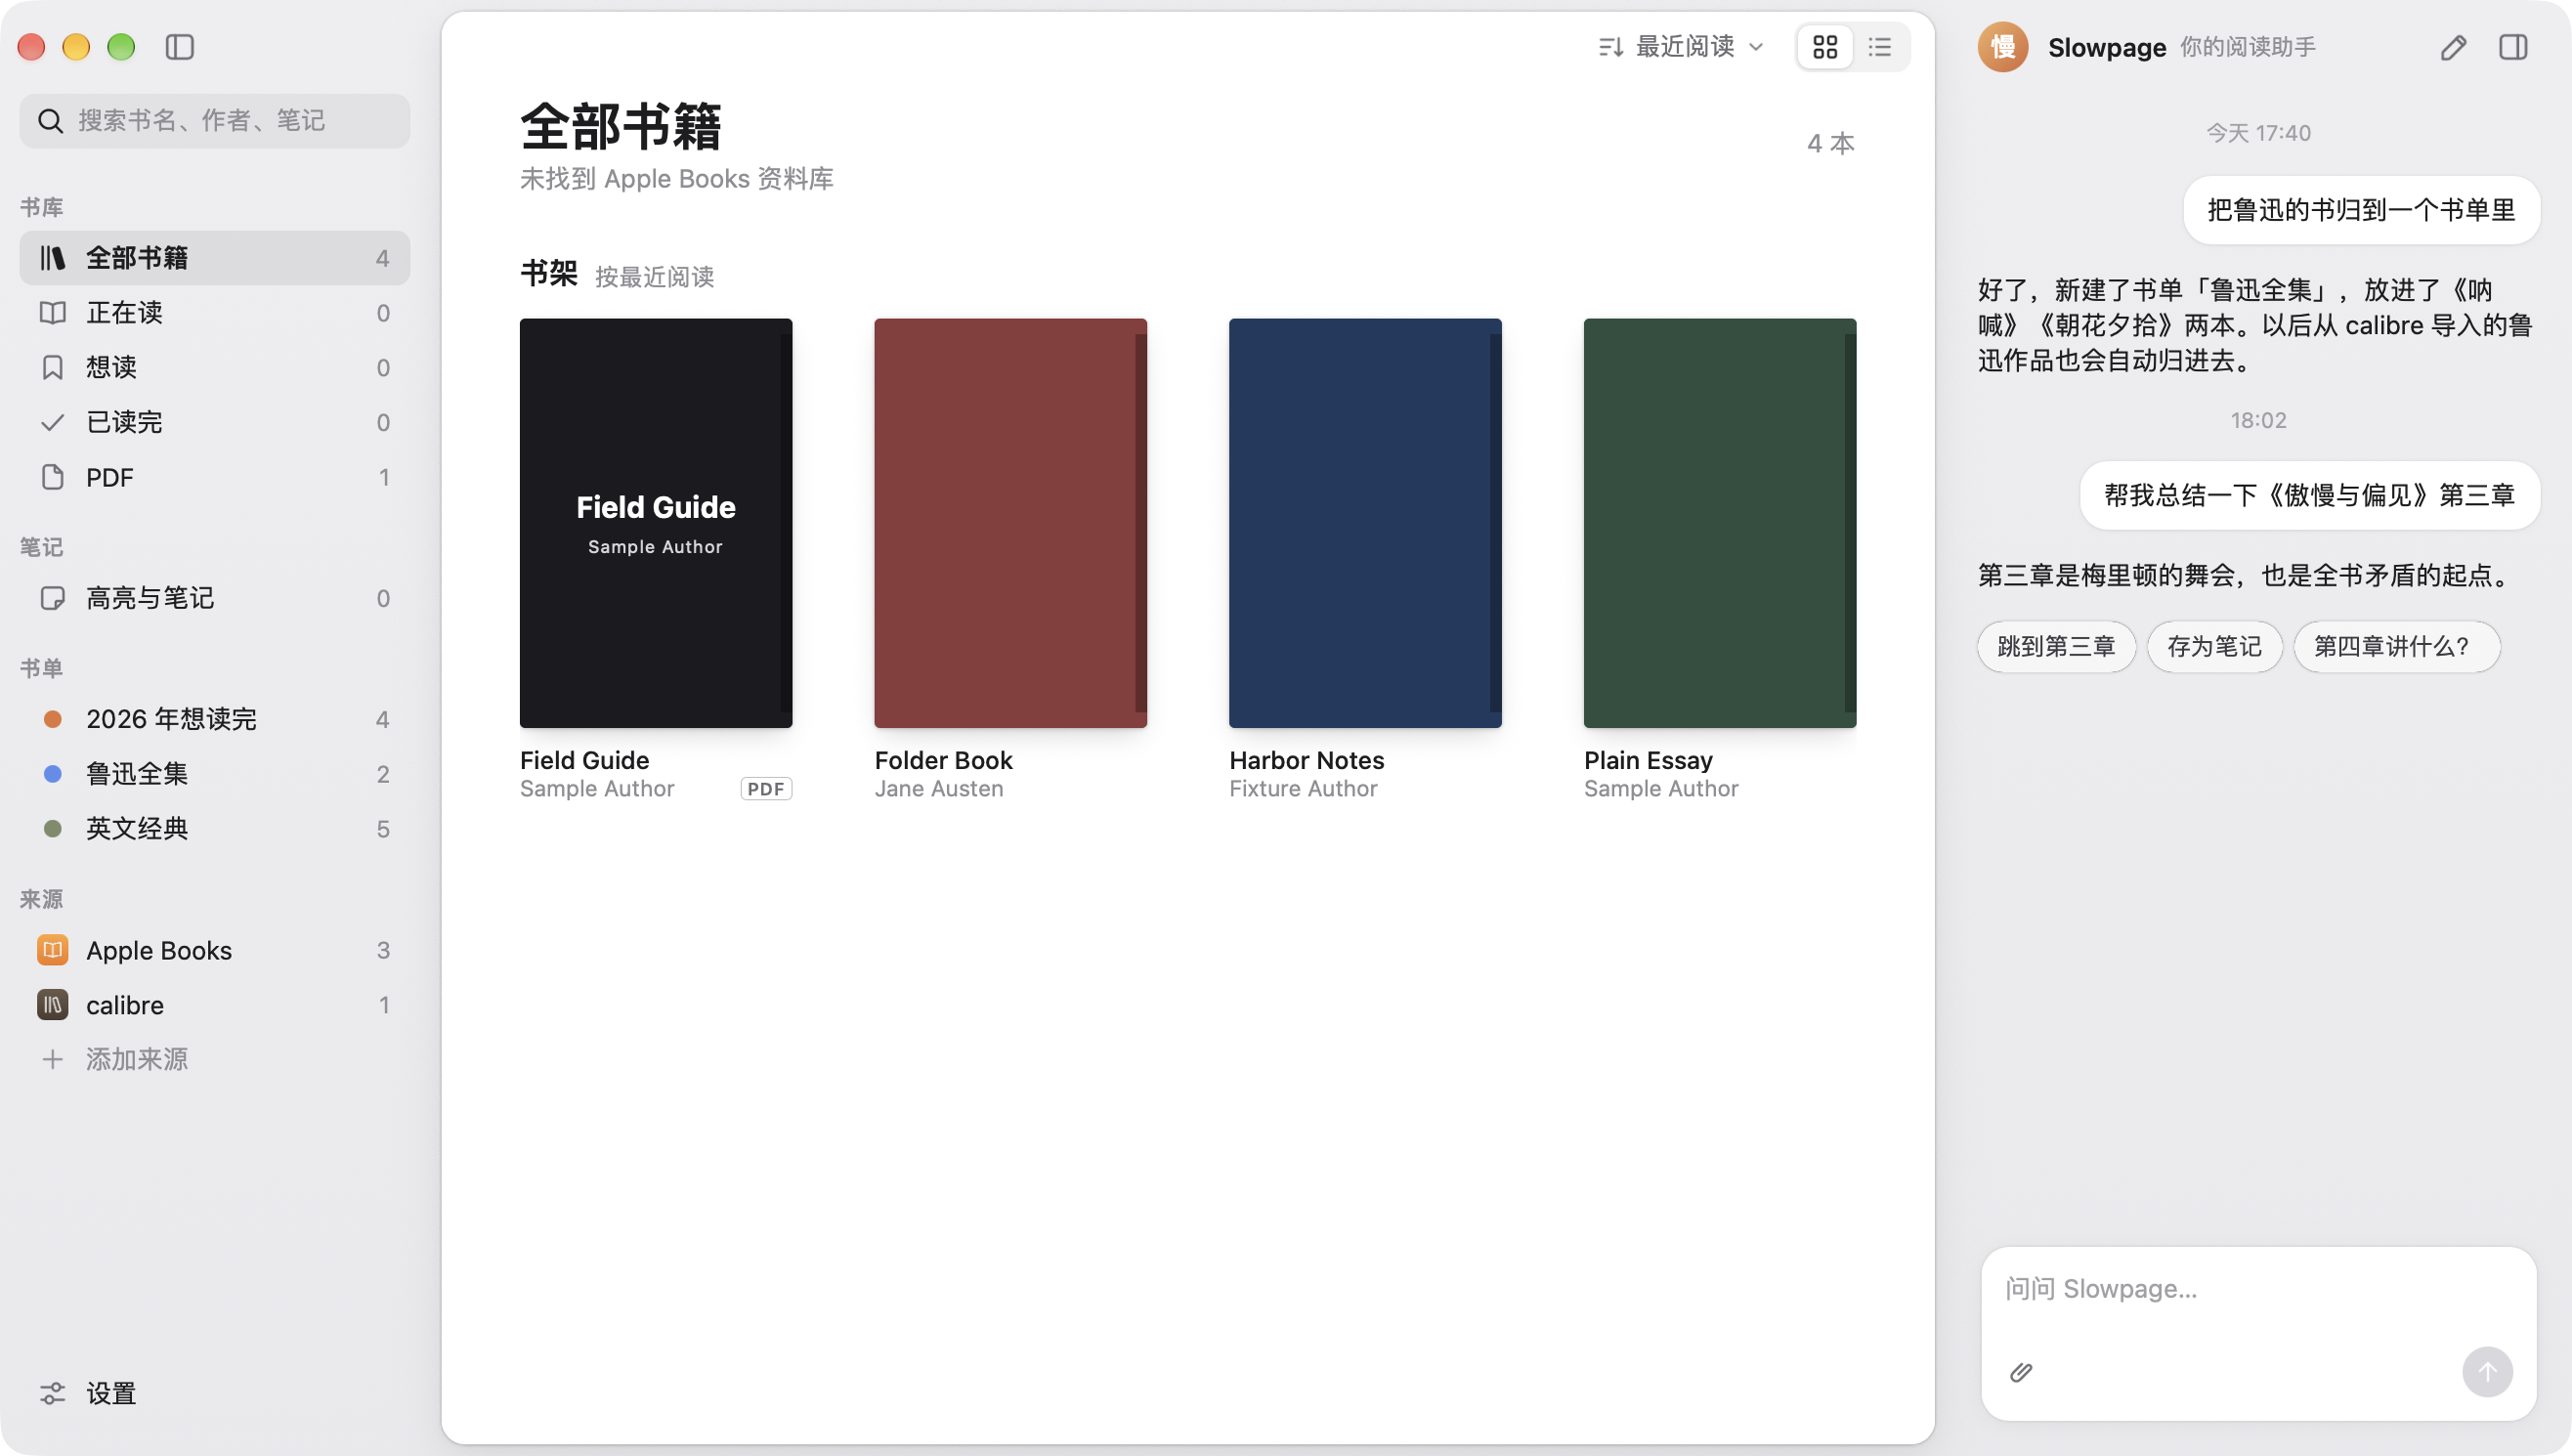 搜索书名、作者、笔记
书库
全部书籍 4
正在读 0
想读 0
已读完 0
PDF 1
笔记
高亮与笔记 0
书单
2026 年想读完 4
鲁迅全集 2
英文经典 5
来源
Apple Books 3
calibre 1
添加来源
设置
最近阅读
全部书籍
4 本
未找到 Apple Books 资料库
书架 按最近阅读
Field Guide
Sample Author
Field Guide
Sample Author PDF
Folder Book
Jane Austen
Harbor Notes
Fixture Author
Plain Essay
Sample Author
慢 Slowpage 你的阅读助手
今天 17:40
把鲁迅的书归到一个书单里
好了，新建了书单「鲁迅全集」，放进了《呐
喊》《朝花夕拾》两本。以后从 calibre 导入的鲁
迅作品也会自动归进去。
18:02
帮我总结一下《傲慢与偏见》第三章
第三章是梅里顿的舞会，也是全书矛盾的起点。
跳到第三章 存为笔记 第四章讲什么？
问问 Slowpage...